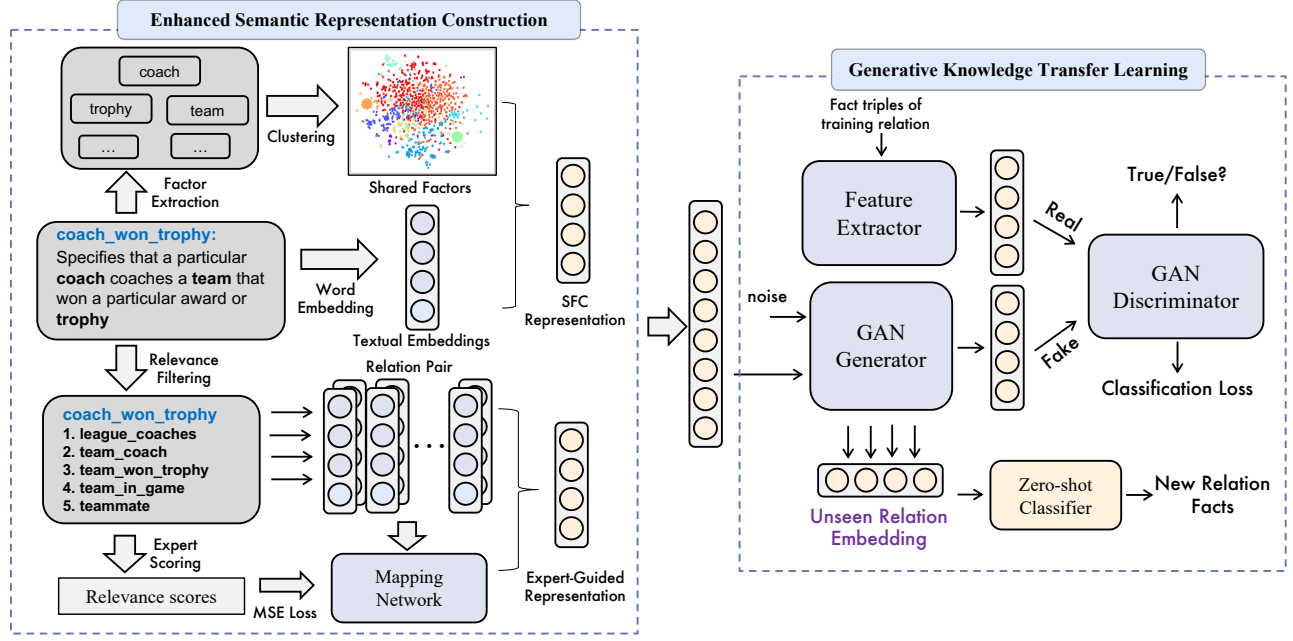 Enhanced Semantic Representation Construction
coach
trophy
team
...
...
Clustering
Shared Factors
Factor
Extraction
coach_won_trophy:
Specifies that a particular
coach coaches a team that
won a particular award or
trophy
Word
Embedding
Textual Embeddings
SFC
Representation
Relevance
Filtering
Relation Pair
coach_won_trophy
1. league_coaches
2. team_coach
3. team_won_trophy
4. team_in_game
5. teammate
...
Expert
Scoring
Relevance scores
MSE Loss
Mapping
Network
Expert-Guided
Representation
Generative Knowledge Transfer Learning
Fact triples of
training relation
Feature
Extractor
Real
True/False?
GAN
Discriminator
noise
GAN
Generator
Fake
Classification Loss
Unseen Relation
Embedding
Zero-shot
Classifier
New Relation
Facts